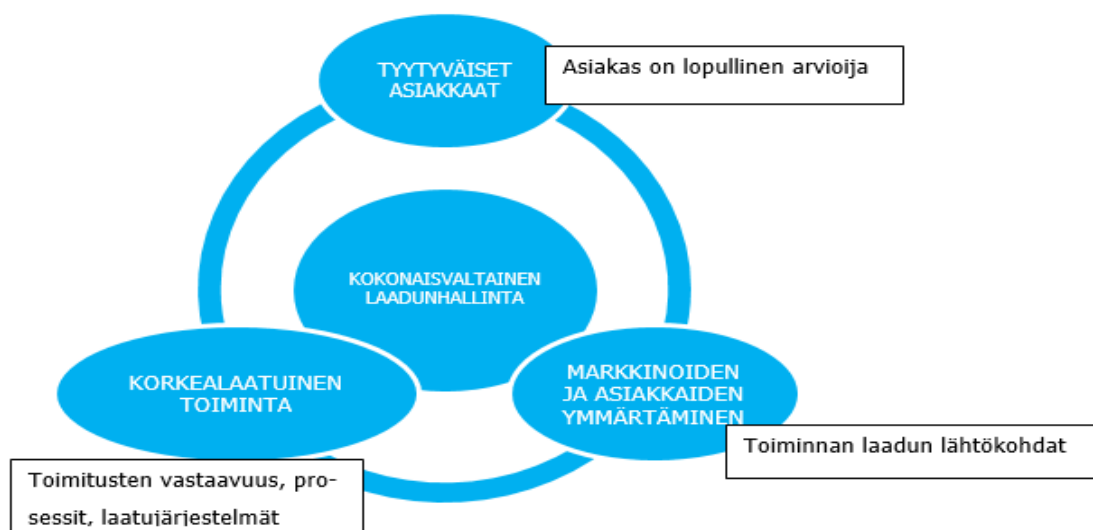 TYYTYVÄISET
ASIAKKAAT
Asiakas on lopullinen arvioija
KOKONAISVALTAINEN
LAADUNHALLINTA
KORKEALAATUINEN
TOIMINTA
MARKKINOIDEN
JA ASIAKKAIDEN
YMMÄRTÄMINEN
Toiminnan laadun lähtökohdat
Toimitusten vastaavuus, pro-
sessit, laatujärjestelmät